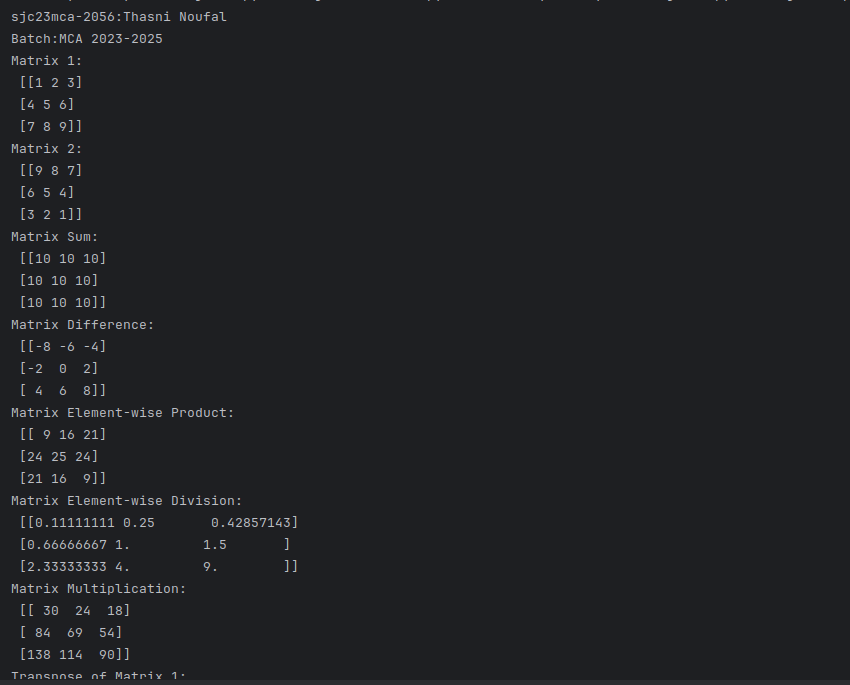 sjc23mca-2056:Thasni Noufal
Batch:MCA 2023-2025
Matrix 1:
 [[1 2 3]
 [4 5 6]
 [7 8 9]]
Matrix 2:
 [[9 8 7]
 [6 5 4]
 [3 2 1]]
Matrix Sum:
 [[10 10 10]
 [10 10 10]
 [10 10 10]]
Matrix Difference:
 [[-8 -6 -4]
 [-2  0  2]
 [ 4  6  8]]
Matrix Element-wise Product:
 [[ 9 16 21]
 [24 25 24]
 [21 16  9]]
Matrix Element-wise Division:
 [[0.11111111 0.25       0.42857143]
 [0.66666667 1.         1.5       ]
 [2.33333333 4.         9.        ]]
Matrix Multiplication:
 [[ 30  24  18]
 [ 84  69  54]
 [138 114  90]]
Transpose of Matrix 1: